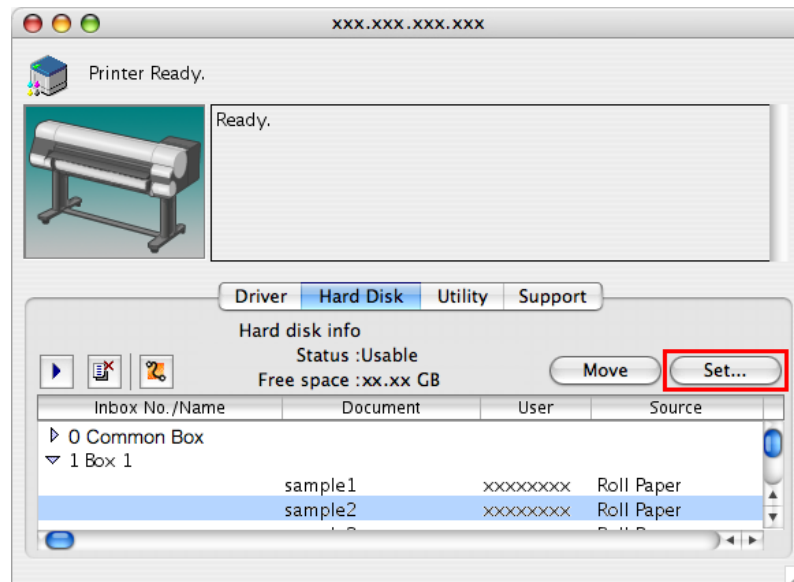 xxx.xxx.xxx.xxx
Printer Ready.
Ready.
Driver Hard Disk Utility Support
Hard disk info
Status :Usable
Free space :xx.xx GB
Move Set...
Inbox No./Name Document User Source
0 Common Box
1 Box 1
sample1 xxxxxxxx Roll Paper
sample2 xxxxxxxx Roll Paper